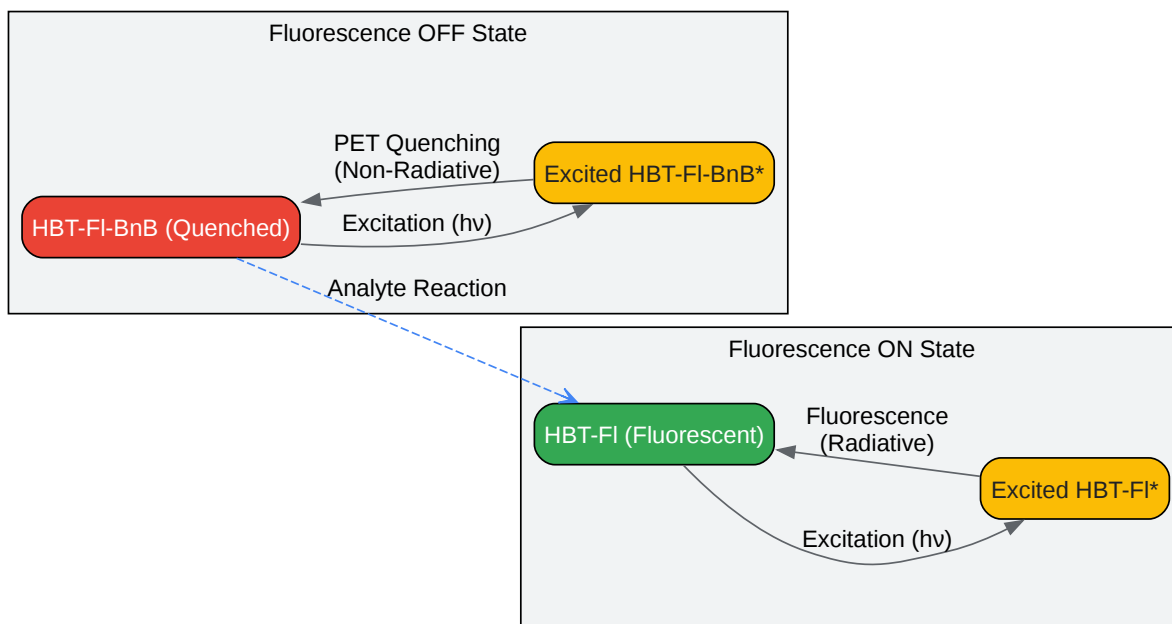 Fluorescence OFF State
PET Quenching
(Non-Radiative)
Excited HBT-Fl-BnB*
HBT-Fl-BnB (Quenched)
Excitation (hν)
Analyte Reaction
Fluorescence ON State
HBT-Fl (Fluorescent)
Fluorescence
(Radiative)
Excited HBT-Fl*
Excitation (hν)